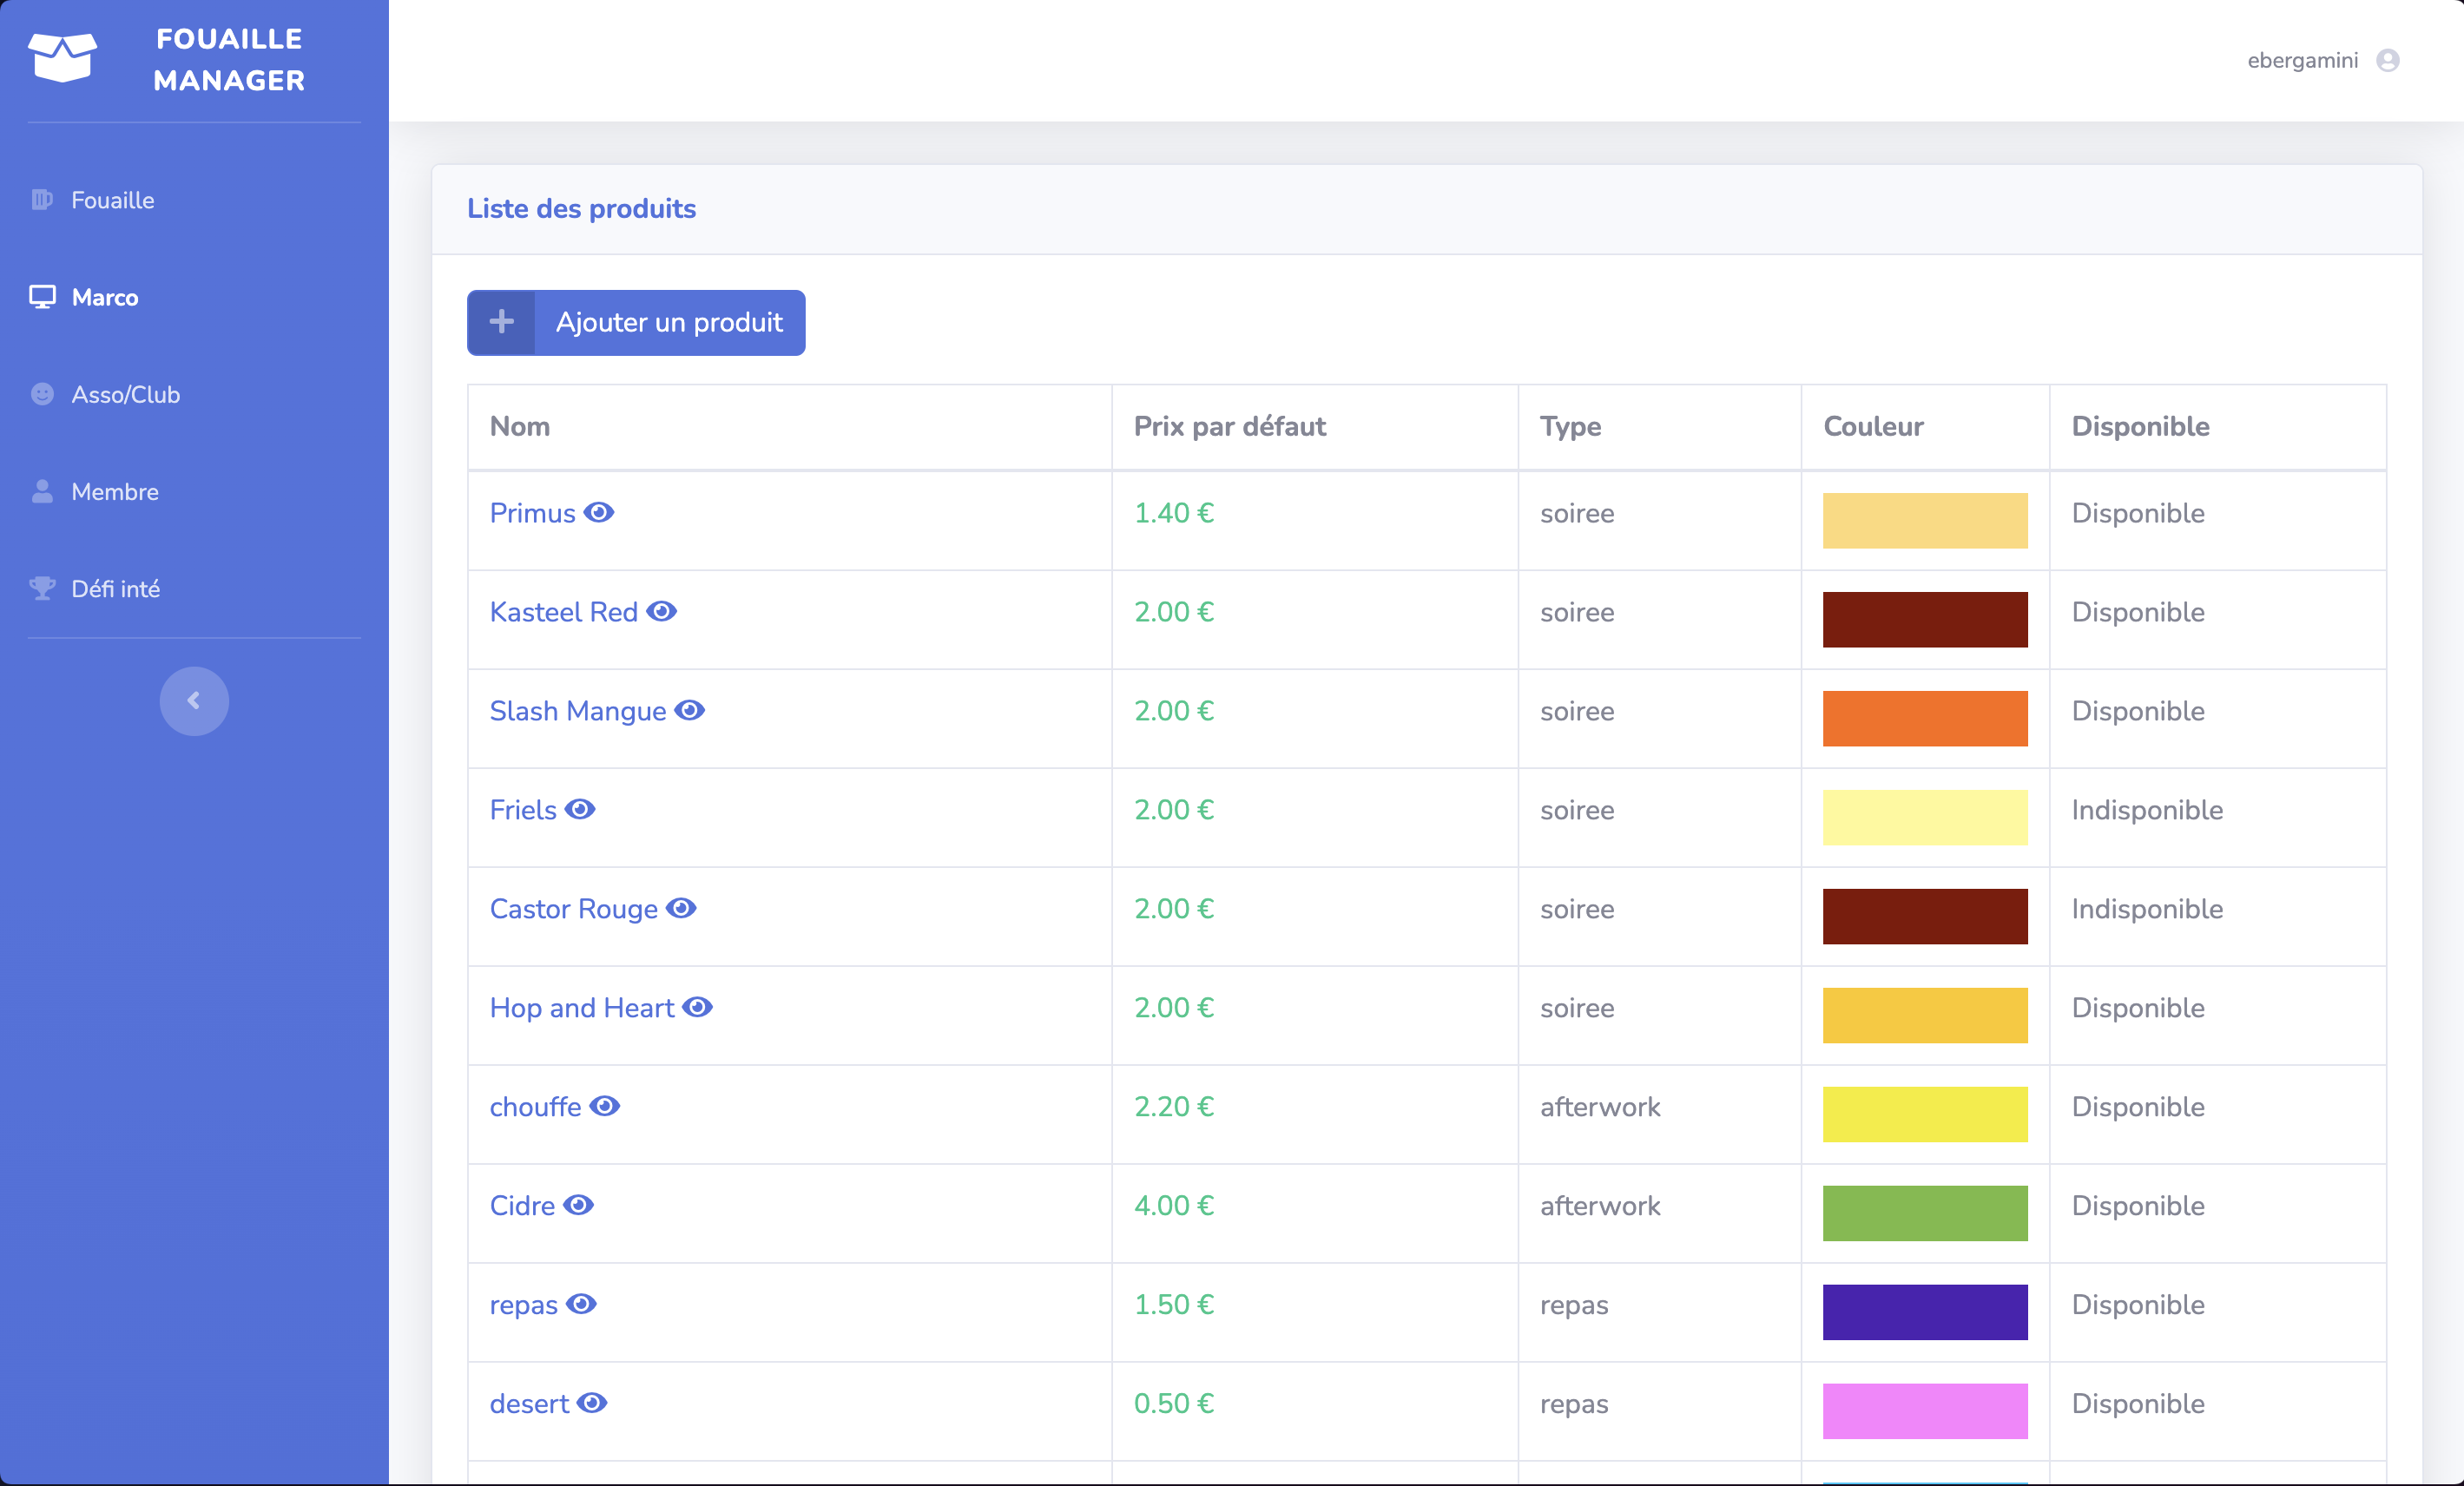 FOUAILLE
MANAGER
ebergamini
Fouaille
Marco
Asso/Club
Membre
Défi inté
Liste des produits
Ajouter un produit
Nom Prix par défaut Type Couleur Disponible
Primus 1.40 € soiree Disponible
Kasteel Red 2.00 € soiree Disponible
Slash Mangue 2.00 € soiree Disponible
Friels 2.00 € soiree Indisponible
Castor Rouge 2.00 € soiree Indisponible
Hop and Heart 2.00 € soiree Disponible
chouffe 2.20 € afterwork Disponible
Cidre 4.00 € afterwork Disponible
repas 1.50 € repas Disponible
desert 0.50 € repas Disponible